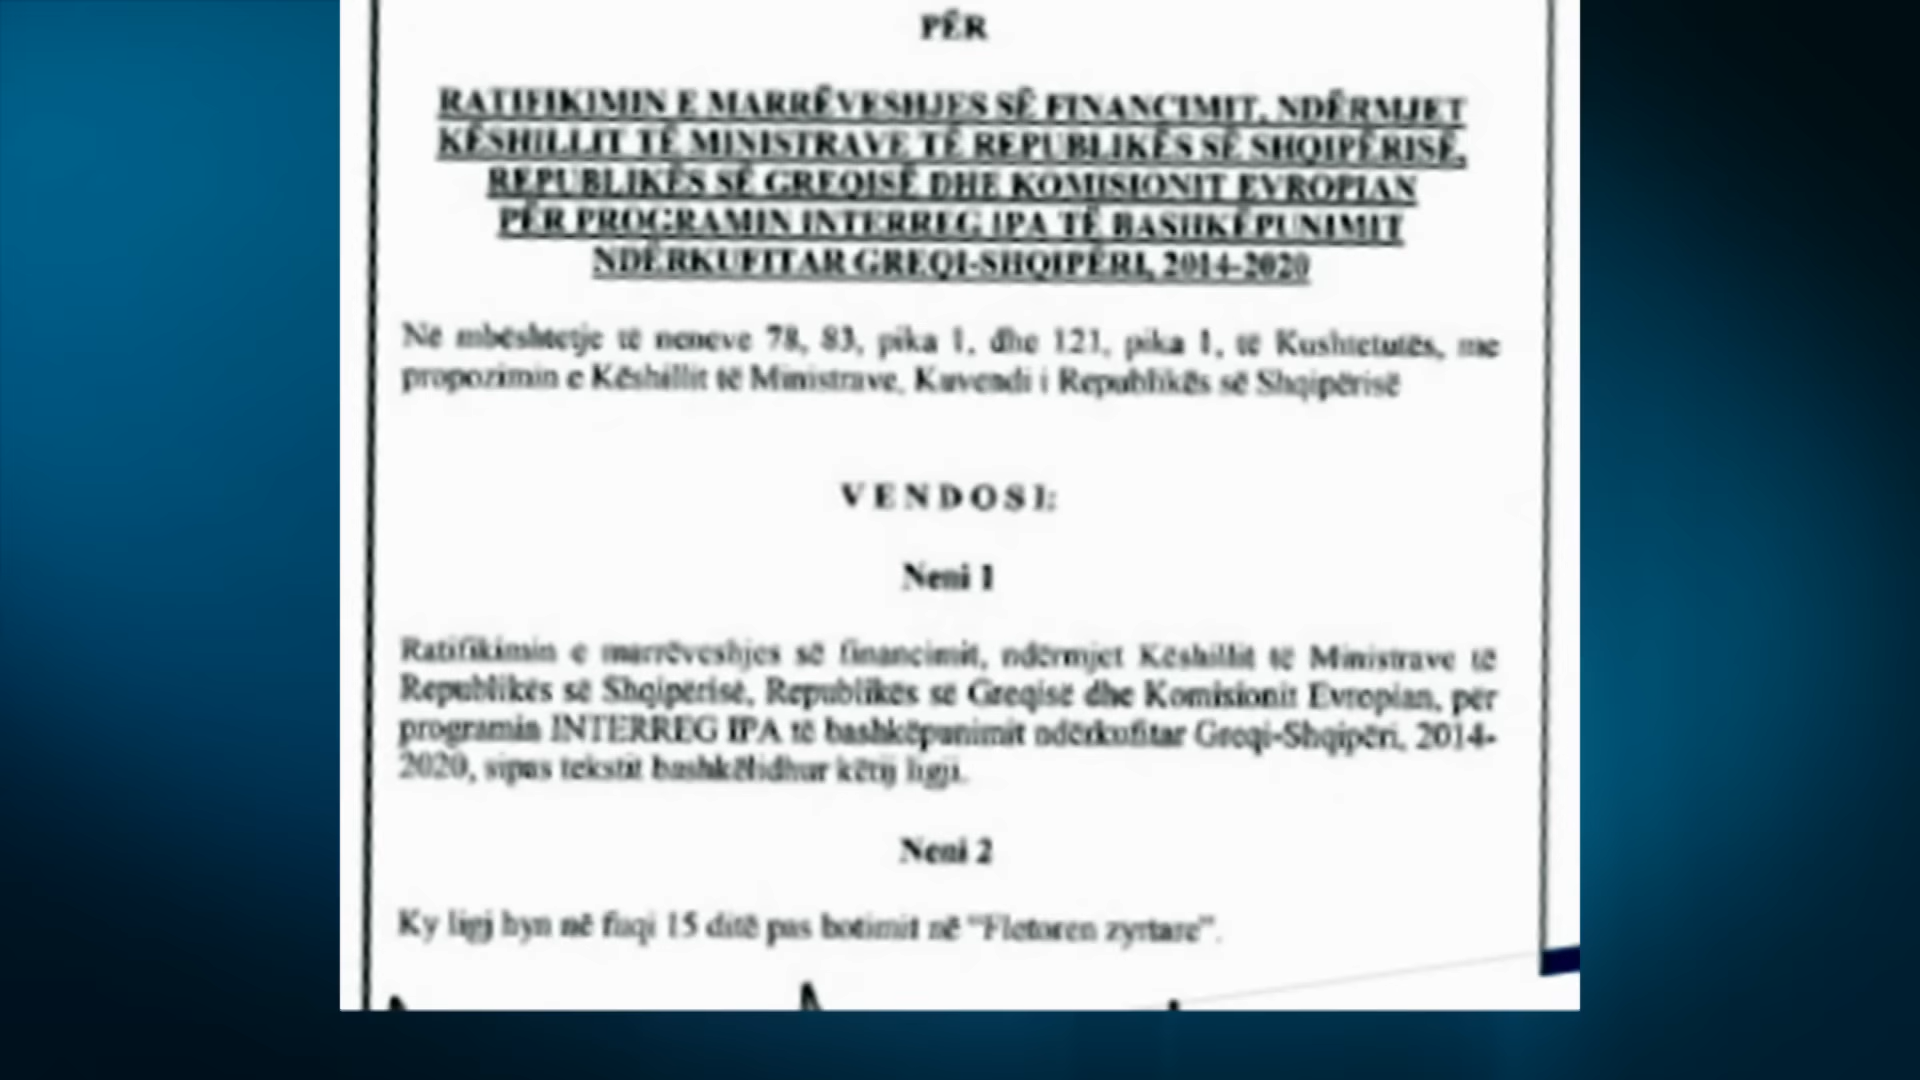 PËR
RATIFIKIMIN E MARRËVESHJES SË FINANCIMIT, NDËRMJET
KËSHILLIT TË MINISTRAVE TË REPUBLIKËS SË SHQIPËRISË,
REPUBLIKËS SË GREQISË DHE KOMISIONIT EVROPIAN
PËR PROGRAMIN INTERREG IPA TË BASHKËPUNIMIT
NDËRKUFITAR GREQI-SHQIPËRI, 2014-2020
Në mbështetje të neneve 78, 83, pika 1, dhe 121, pika 1, të Kushtetutës, me
propozimin e Këshillit të Ministrave, Kuvendi i Republikës së Shqipërisë
V E N D O S I:
Neni 1
Ratifikimin e marrëveshjes së financimit, ndërmjet Këshillit të Ministrave të
Republikës së Shqipërisë, Republikës së Greqisë dhe Komisionit Evropian, për
programin INTERREG IPA të bashkëpunimit ndërkufitar Greqi-Shqipëri, 2014-
2020, sipas tekstit bashkëlidhur këtij ligji.
Neni 2
Ky ligj hyn në fuqi 15 ditë pas botimit në "Fletoren zyrtare".